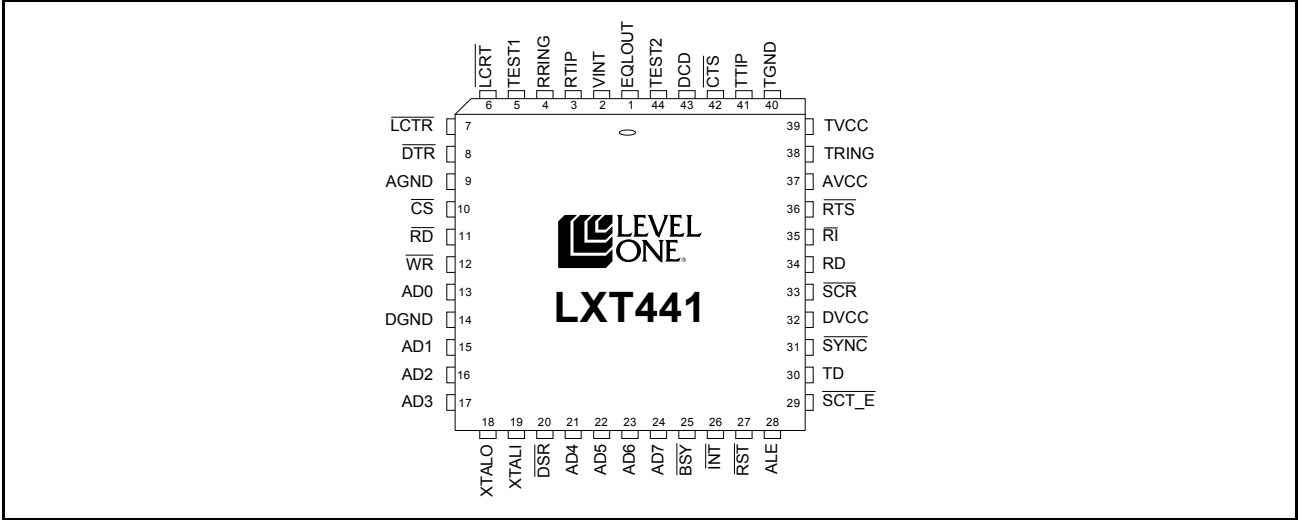 LCRT TEST1 RRING RTIP VINT EQLOUT TEST2 DCD CTS TTIP TGND
6 5 4 3 2 1 44 43 42 41 40
LCTR 7 39 TVCC
DTR 8 38 TRING
AGND 9 37 AVCC
CS 10 36 RTS
RD 11 35 RI
WR 12 34 RD
AD0 13 33 SCR
DGND 14 32 DVCC
AD1 15 31 SYNC
AD2 16 30 TD
AD3 17 29 SCT_E
LEVEL
ONE®
LXT441
18 19 20 21 22 23 24 25 26 27 28
XTALO XTALI DSR AD4 AD5 AD6 AD7 BSY INT RST ALE